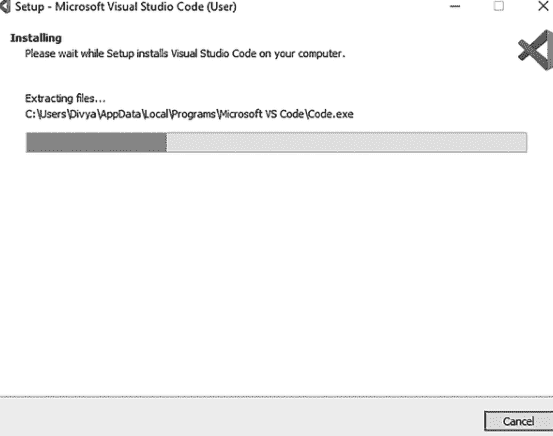 Setup - Microsoft Visual Studio Code (User)
Installing
Please wait while Setup installs Visual Studio Code on your computer.
Extracting files...
C:\Users\Divya\AppData\Local\Programs\Microsoft VS Code\Code.exe
Cancel